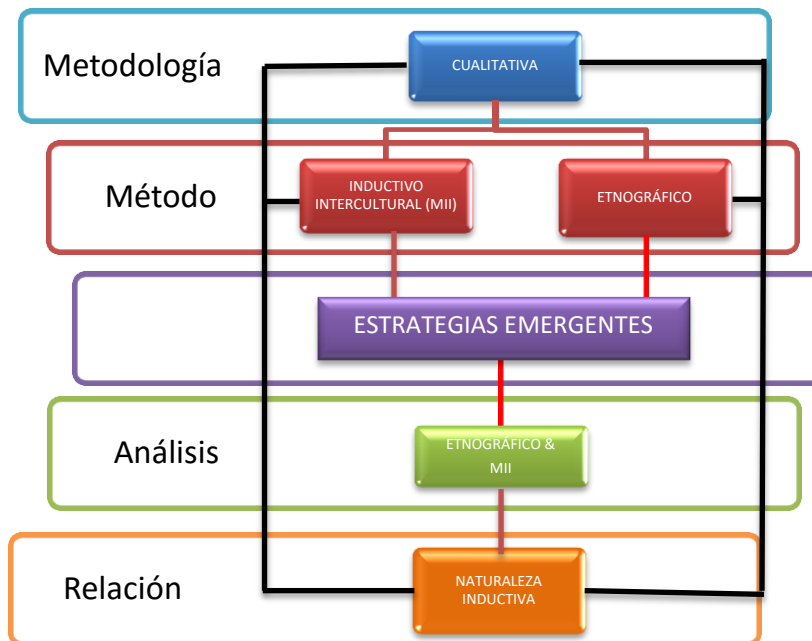 Metodología
CUALITATIVA
Método
INDUCTIVO
INTERCULTURAL (MII)
ETNOGRÁFICO
ESTRATEGIAS EMERGENTES
Análisis
ETNOGRÁFICO &
MII
Relación
NATURALEZA
INDUCTIVA